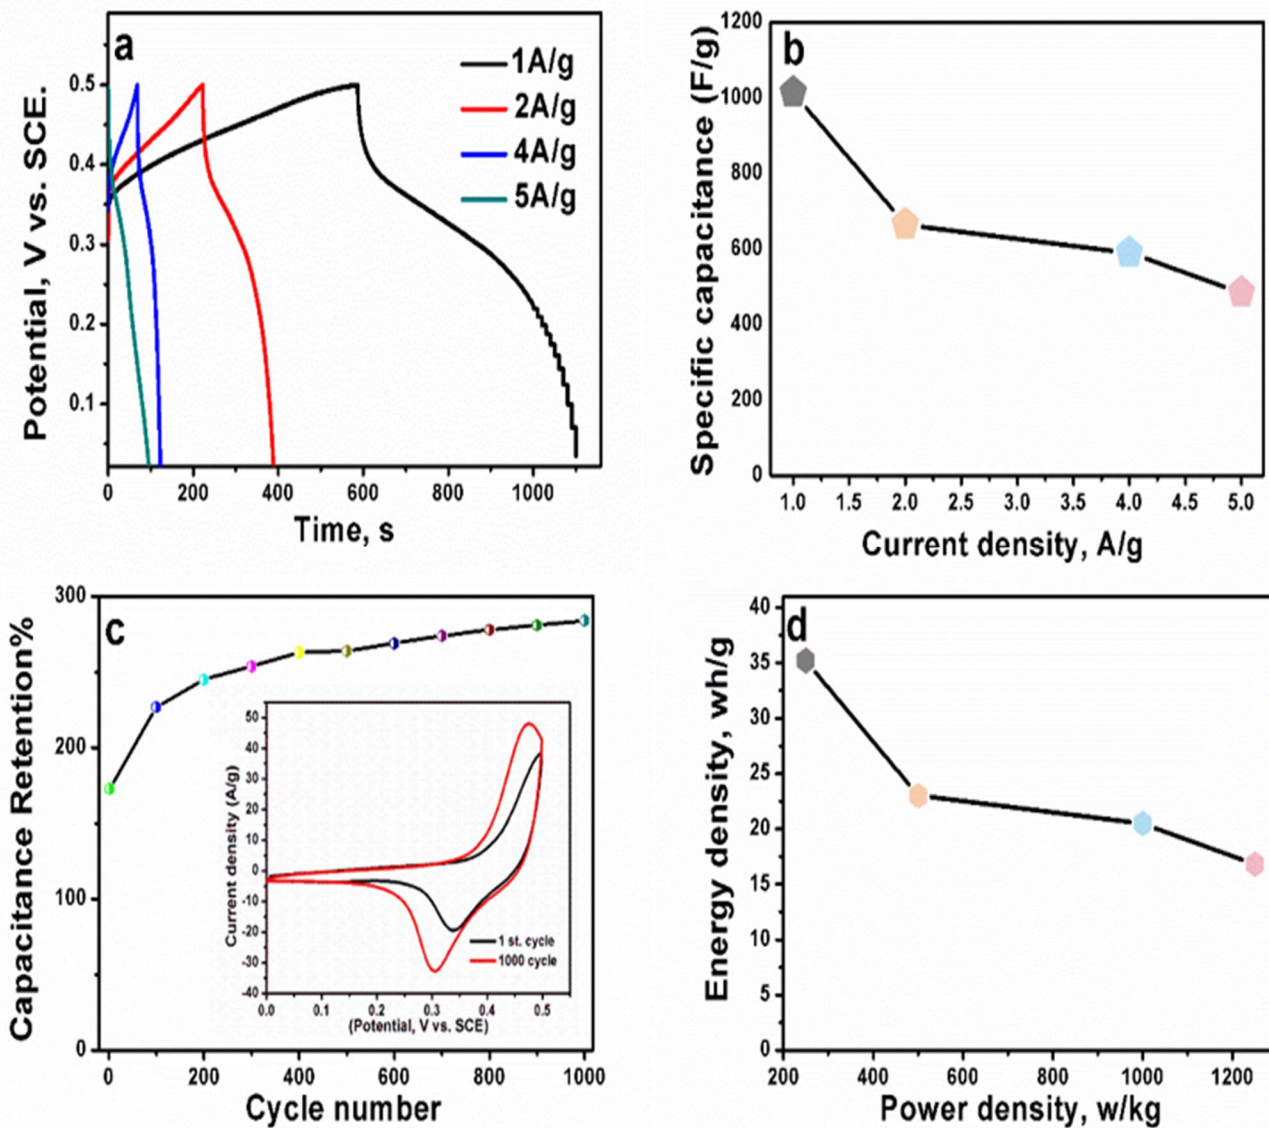 a
1A/g
2A/g
4A/g
5A/g
0.5
0.4
0.3
0.2
0.1
Potential, V vs. SCE.
0 200 400 600 800 1000
Time, s
b
1200
1000
800
600
400
200
0
Specific capacitance (F/g)
1.0 1.5 2.0 2.5 3.0 3.5 4.0 4.5 5.0
Current density, A/g
c
300
200
100
0
Capacitance Retention%
50
40
30
20
10
0
-10
-20
-30
-40
Current density (A/g)
1 st. cycle
1000 cycle
0.0 0.1 0.2 0.3 0.4 0.5
(Potential, V vs. SCE)
0 200 400 600 800 1000
Cycle number
d
40
35
30
25
20
15
10
5
0
Energy density, wh/g
200 400 600 800 1000 1200
Power density, w/kg